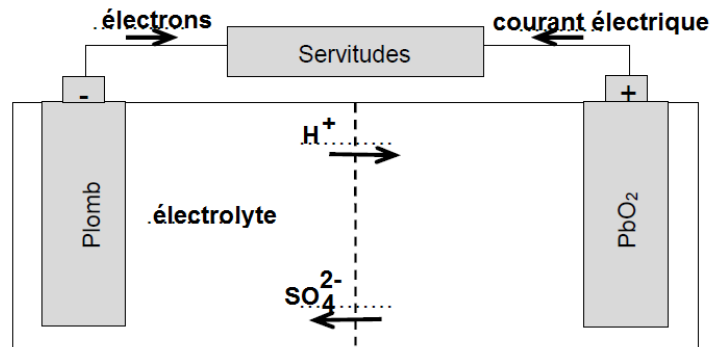 électrons
courant électrique
Servitudes
-
+
H⁺
Plomb
électrolyte
PbO₂
SO₄²⁻